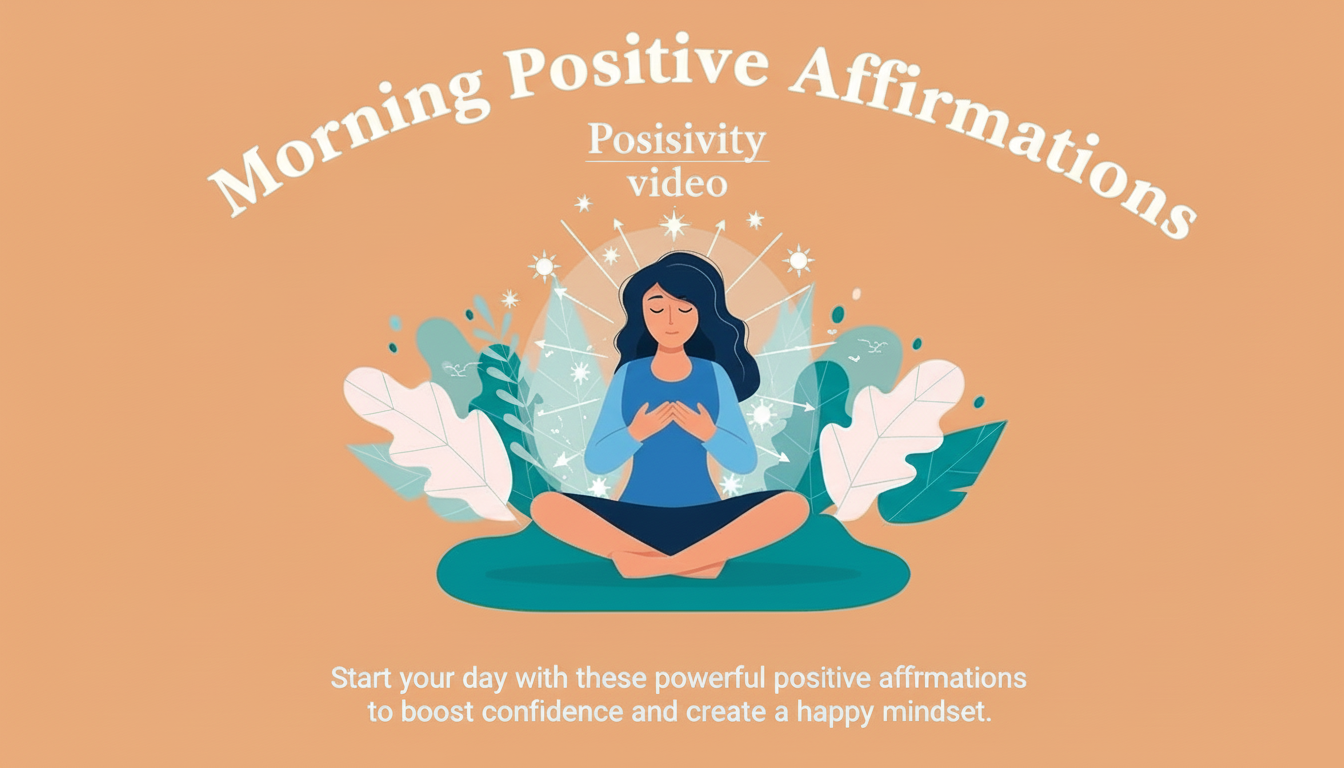 Morning Positive Affirmations
Posisivity
video
Start your day with these powerful positive affrmations
to boost confidence and create a happy mindset.